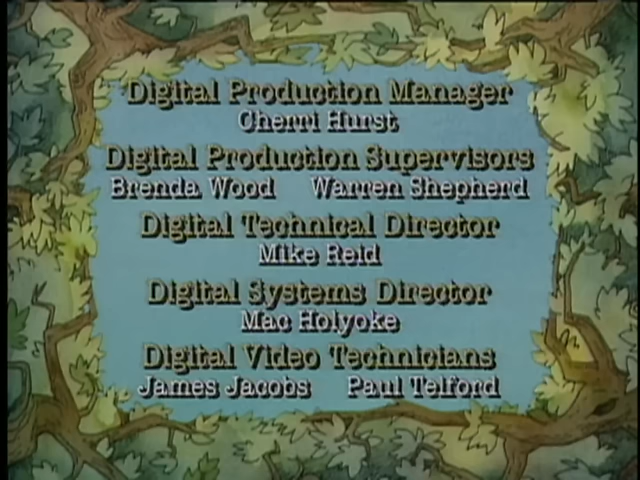 Digital Production Manager
Cherri Hurst
Digital Production Supervisors
Brenda Wood Warren Shepherd
Digital Technical Director
Mike Reid
Digital Systems Director
Mac Holyoke
Digital Video Technicians
James Jacobs Paul Telford